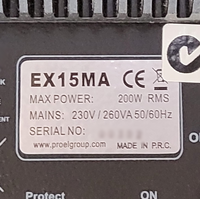 EX15MA CE
MAX POWER: 200W RMS
MAINS: 230V / 260VA 50/60Hz
SERIAL NO:
www.proelgroup.com MADE IN P.R.C.
Protect ON